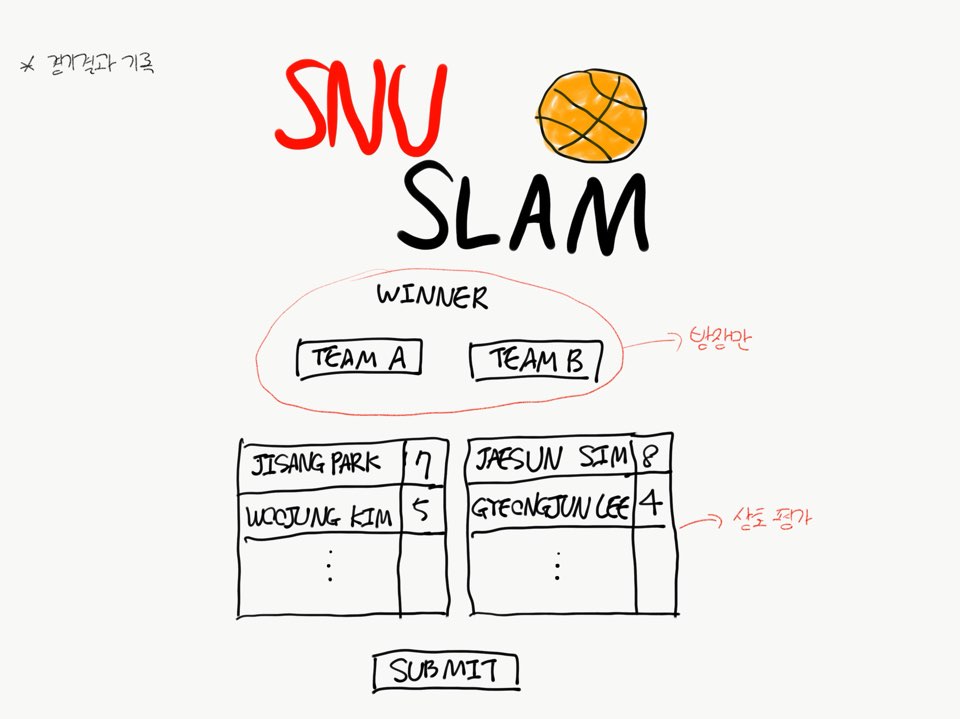 * 경기결과 기록
SNU
SLAM
WINNER
TEAM A
TEAM B
방장만
JISANG PARK 7
WOOJUNG KIM 5
⋮
JAESUN SIM 8
GYEONGJUN LEE 4
⋮
상호 평가
SUBMIT